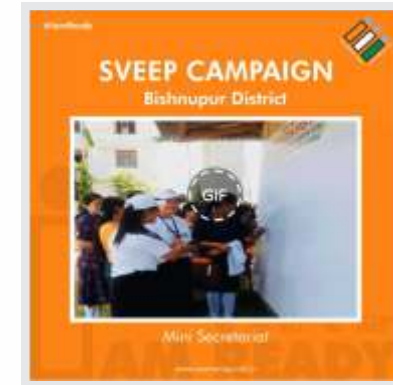 SVEEP CAMPAIGN
Bishnupur District
GIF
Mini Secretariat
AM READY